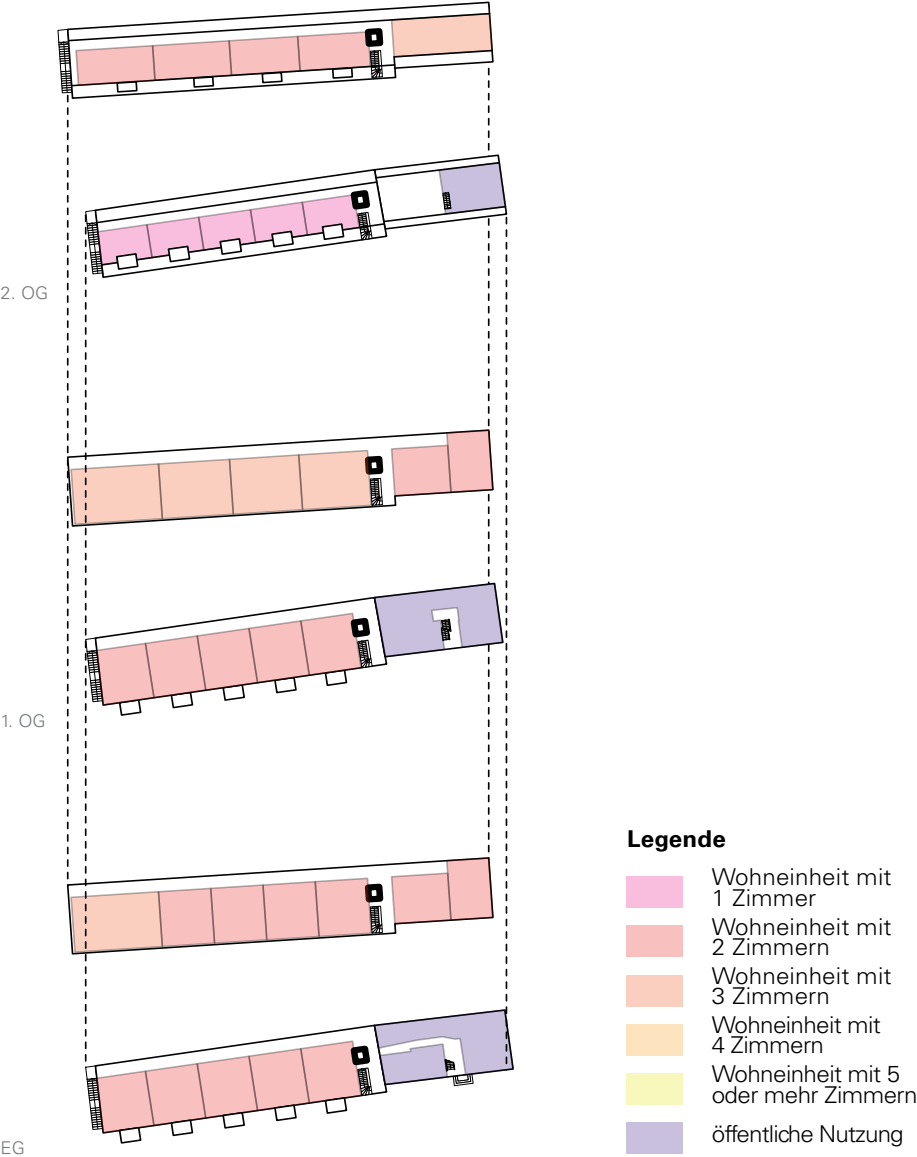 2. OG
1. OG
EG
Legende
Wohneinheit mit
1 Zimmer
Wohneinheit mit
2 Zimmern
Wohneinheit mit
3 Zimmern
Wohneinheit mit
4 Zimmern
Wohneinheit mit 5
oder mehr Zimmern
öffentliche Nutzung